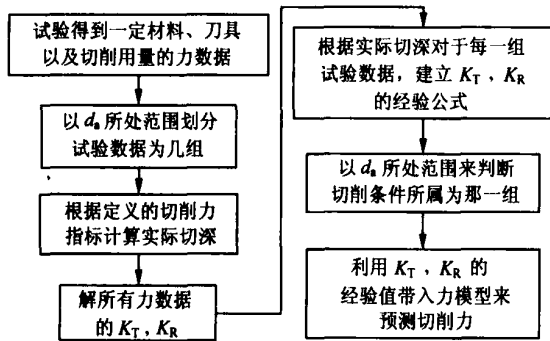 试验得到一定材料、刀具
以及切削用量的力数据
以 dₐ 所处范围划分
试验数据为几组
根据定义的切削力
指标计算实际切深
解所有力数据
的 K_T, K_R
根据实际切深对于每一组
试验数据，建立 K_T，K_R
的经验公式
以 dₐ 所处范围来判断
切削条件所属为那一组
利用 K_T，K_R 的
经验值带入力模型来
预测切削力